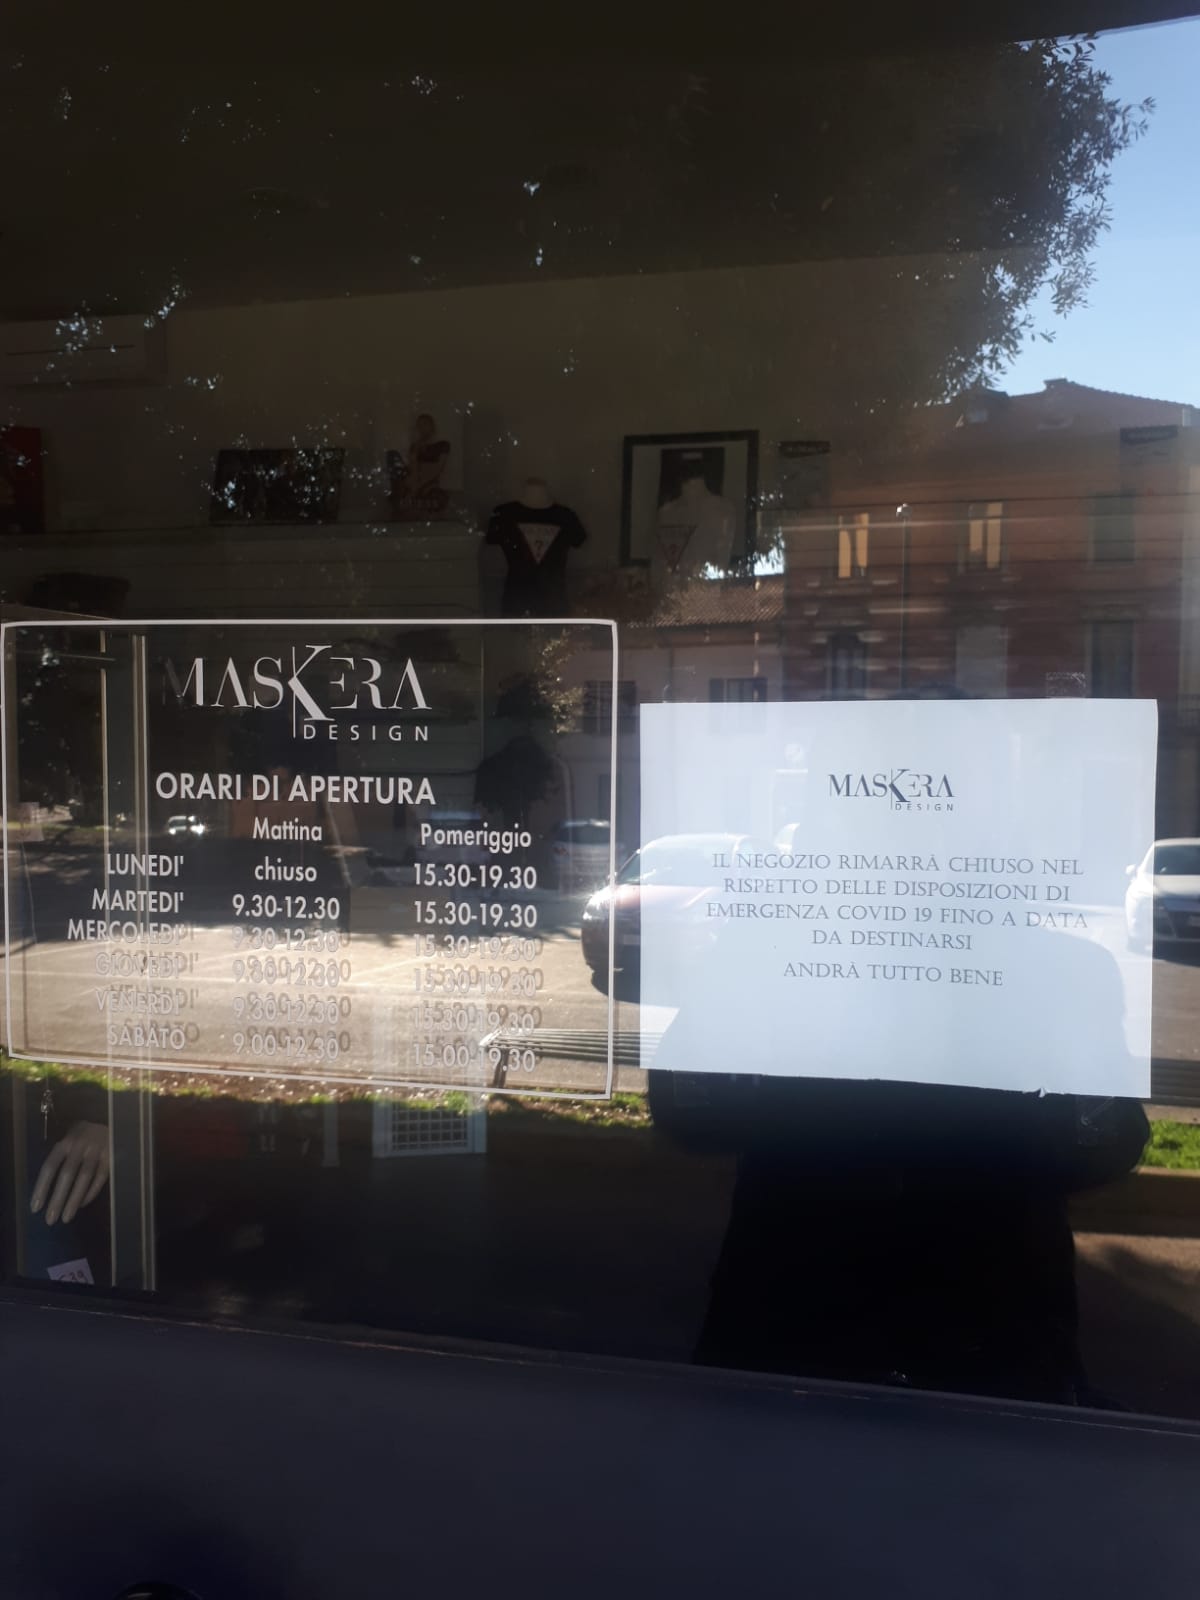 GUESS
?
?
MASKERA
DESIGN
ORARI DI APERTURA
Mattina Pomeriggio
LUNEDI' chiuso 15.30-19.30
MARTEDI' 9.30-12.30 15.30-19.30
MERCOLEDI' 9.30-12.30 15.30-19.30
GIOVEDI' 9.30-12.30 15.30-19.30
VENERDI' 9.30-12.30 15.30-19.30
SABATO 9.00-12.30 15.00-19.30
MASKERA
DESIGN
IL NEGOZIO RIMARRÀ CHIUSO NEL
RISPETTO DELLE DISPOSIZIONI DI
EMERGENZA COVID 19 FINO A DATA
DA DESTINARSI
ANDRÀ TUTTO BENE